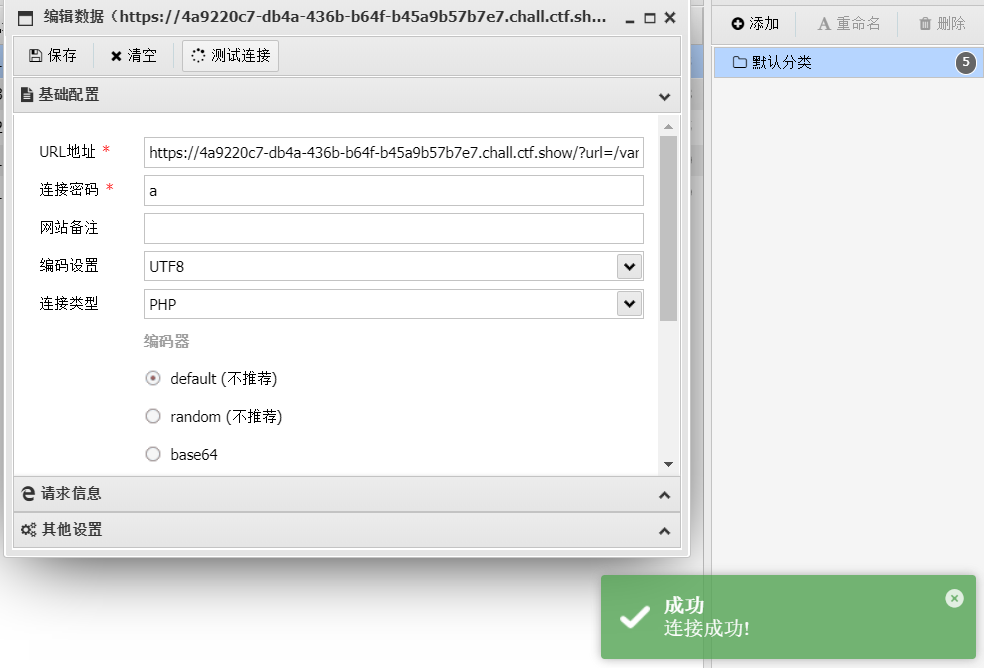 编辑数据（https://4a9220c7-db4a-436b-b64f-b45a9b57b7e7.chall.ctf.sh...
保存 清空 测试连接
基础配置
URL地址 * https://4a9220c7-db4a-436b-b64f-b45a9b57b7e7.chall.ctf.show/?url=/var
连接密码 * a
网站备注
编码设置 UTF8
连接类型 PHP
编码器
default (不推荐)
random (不推荐)
base64
请求信息
其他设置
添加 重命名 删除
默认分类 5
成功
连接成功!